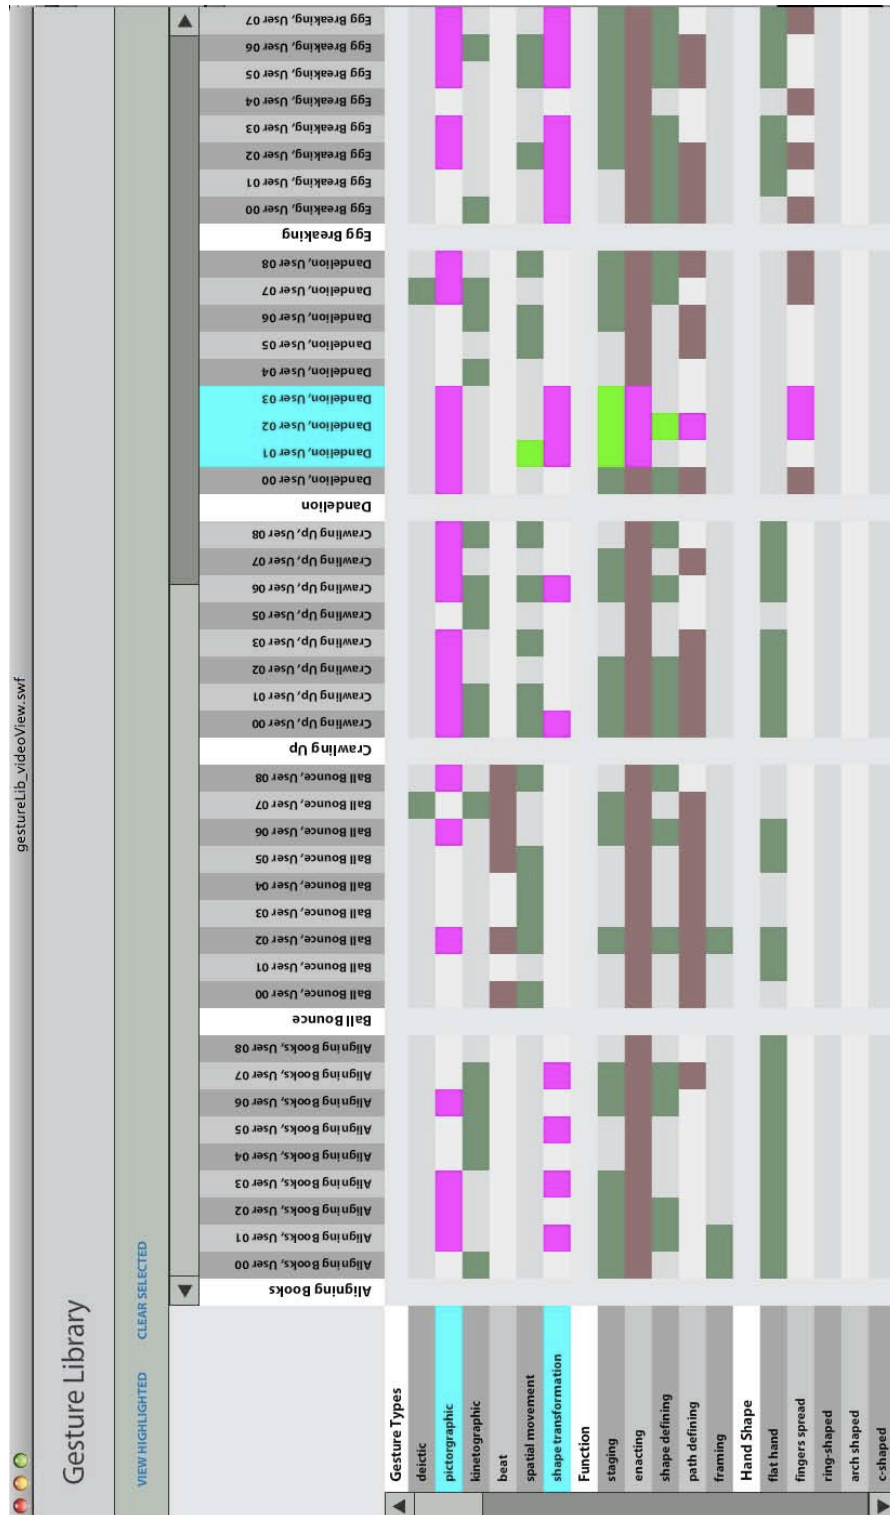 gestureLib_videoView.swf
Gesture Library
VIEW HIGHLIGHTED CLEAR SELECTED
Aligning Books
Aligning Books, User 00
Aligning Books, User 01
Aligning Books, User 02
Aligning Books, User 03
Aligning Books, User 04
Aligning Books, User 05
Aligning Books, User 06
Aligning Books, User 07
Aligning Books, User 08
Ball Bounce
Ball Bounce, User 00
Ball Bounce, User 01
Ball Bounce, User 02
Ball Bounce, User 03
Ball Bounce, User 04
Ball Bounce, User 05
Ball Bounce, User 06
Ball Bounce, User 07
Ball Bounce, User 08
Crawling Up
Crawling Up, User 00
Crawling Up, User 01
Crawling Up, User 02
Crawling Up, User 03
Crawling Up, User 05
Crawling Up, User 06
Crawling Up, User 07
Crawling Up, User 08
Dandelion
Dandelion, User 00
Dandelion, User 01
Dandelion, User 02
Dandelion, User 03
Dandelion, User 04
Dandelion, User 05
Dandelion, User 06
Dandelion, User 07
Dandelion, User 08
Egg Breaking
Egg Breaking, User 00
Egg Breaking, User 01
Egg Breaking, User 02
Egg Breaking, User 03
Egg Breaking, User 04
Egg Breaking, User 05
Egg Breaking, User 06
Egg Breaking, User 07
Gesture Types
deictic
pictorgraphic
kinetographic
beat
spatial movement
shape transformation
Function
staging
enacting
shape defining
path defining
framing
Hand Shape
flat hand
fingers spread
ring-shaped
arch shaped
c-shaped